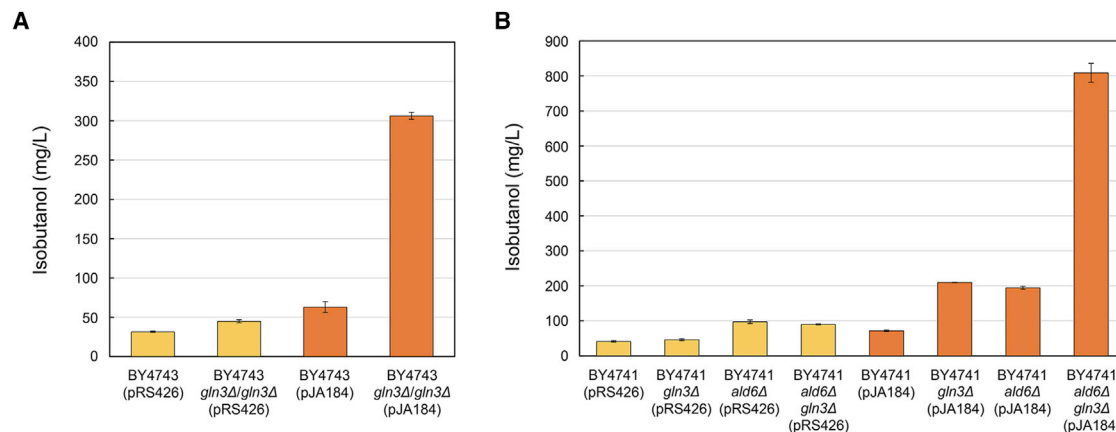 A
400
350
300
250
200
150
100
50
0
Isobutanol (mg/L)
BY4743
(pRS426)
BY4743
gln3Δ/gln3Δ
(pRS426)
BY4743
(pJA184)
BY4743
gln3Δ/gln3Δ
(pJA184)
B
900
800
700
600
500
400
300
200
100
0
Isobutanol (mg/L)
BY4741
(pRS426)
BY4741
gln3Δ
(pRS426)
BY4741
ald6Δ
(pRS426)
BY4741
ald6Δ
gln3Δ
(pRS426)
BY4741
(pJA184)
BY4741
gln3Δ
(pJA184)
BY4741
ald6Δ
(pJA184)
BY4741
ald6Δ
gln3Δ
(pJA184)